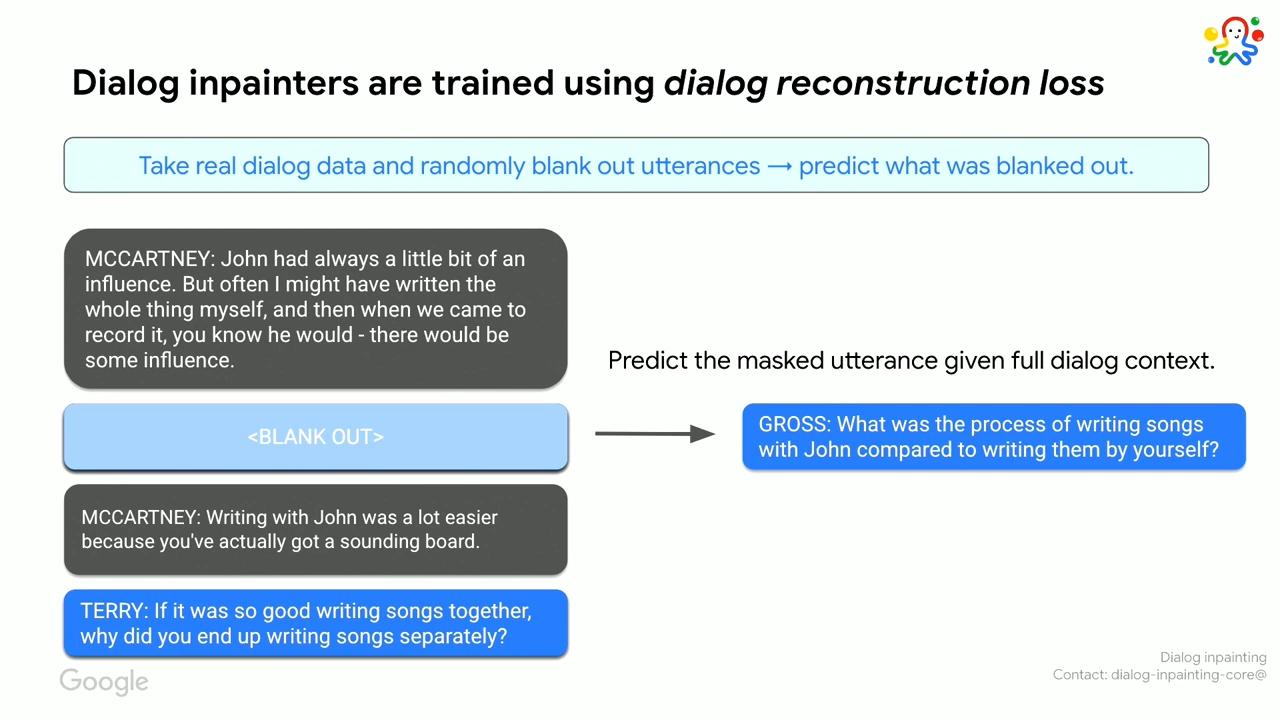 Dialog inpainters are trained using dialog reconstruction loss
Take real dialog data and randomly blank out utterances → predict what was blanked out.
MCCARTNEY: John had always a little bit of an
influence. But often I might have written the
whole thing myself, and then when we came to
record it, you know he would - there would be
some influence.
Predict the masked utterance given full dialog context.
<BLANK OUT>
GROSS: What was the process of writing songs
with John compared to writing them by yourself?
MCCARTNEY: Writing with John was a lot easier
because you've actually got a sounding board.
TERRY: If it was so good writing songs together,
why did you end up writing songs separately?
Google
Dialog inpainting
Contact: dialog-inpainting-core@